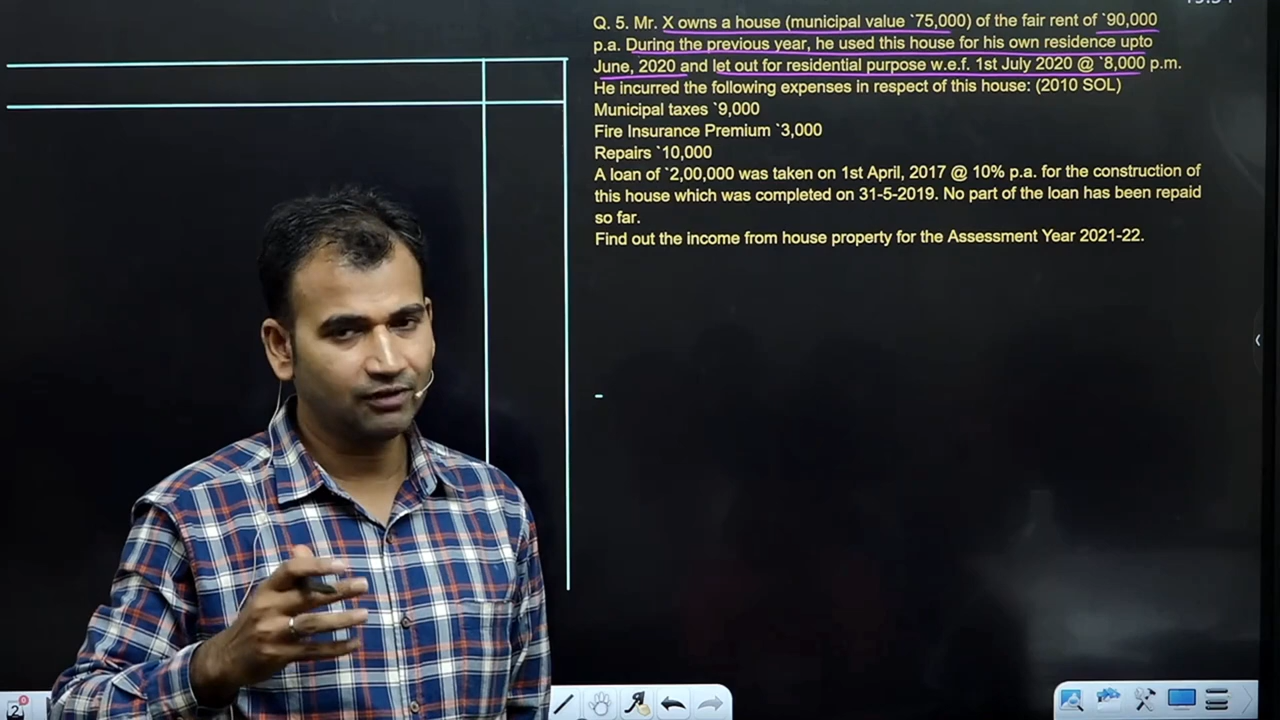 Q. 5. Mr. X owns a house (municipal value `75,000) of the fair rent of `90,000
p.a. During the previous year, he used this house for his own residence upto
June, 2020 and let out for residential purpose w.e.f. 1st July 2020 @ `8,000 p.m.
He incurred the following expenses in respect of this house: (2010 SOL)
Municipal taxes `9,000
Fire Insurance Premium `3,000
Repairs `10,000
A loan of `2,00,000 was taken on 1st April, 2017 @ 10% p.a. for the construction of
this house which was completed on 31-5-2019. No part of the loan has been repaid
so far.
Find out the income from house property for the Assessment Year 2021-22.